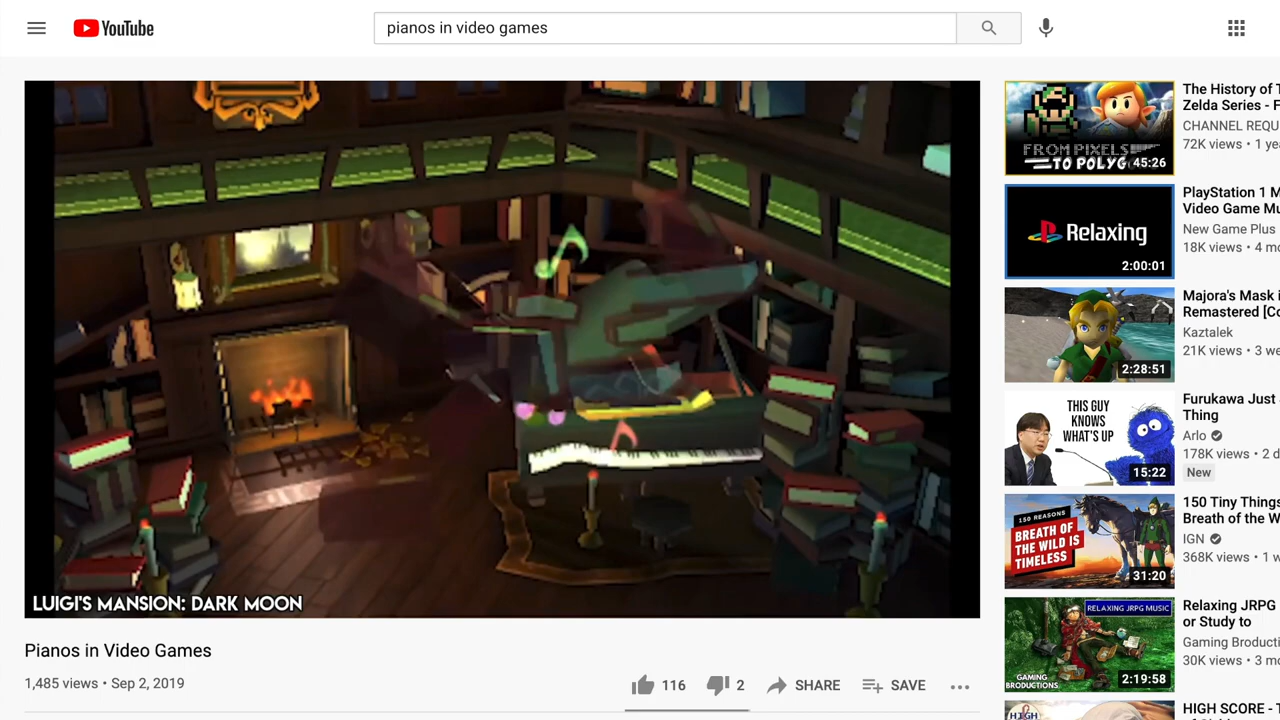 YouTube
pianos in video games
LUIGI'S MANSION: DARK MOON
Pianos in Video Games
1,485 views • Sep 2, 2019
116
2
SHARE
SAVE
FROM PIXELS
TO POLYG
45:26
The History of T
Zelda Series - F
CHANNEL REQU
72K views • 1 ye
Relaxing
2:00:01
PlayStation 1 M
Video Game Mu
New Game Plus
18K views • 4 mo
2:28:51
Majora's Mask i
Remastered [Co
Kaztalek
21K views • 3 we
THIS GUY
KNOWS
WHAT'S UP
15:22
Furukawa Just
Thing
Arlo
178K views • 2 d
New
150 REASONS
BREATH OF
THE WILD IS
TIMELESS
31:20
150 Tiny Things
Breath of the W
IGN
368K views • 1 w
RELAXING JRPG MUSIC
GAMING
BRODUCTIONS
2:19:58
Relaxing JRPG
or Study to
Gaming Broducti
30K views • 3 mo
HIGH
HIGH SCORE - T